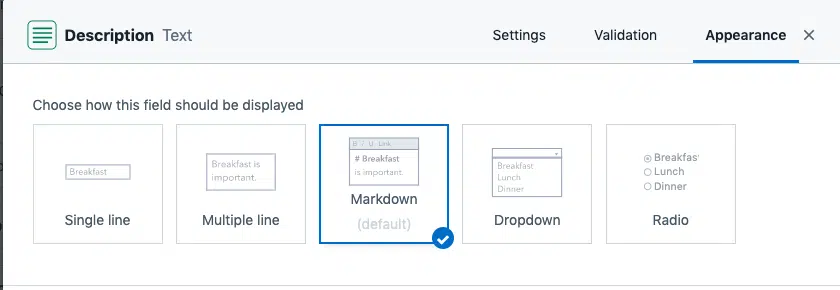 Description Text Settings Validation Appearance
Choose how this field should be displayed
Breakfast
Single line
Breakfast is
important.
Multiple line
B I U Link
# Breakfast
is important.
Markdown
(default)
Breakfast
Lunch
Dinner
Dropdown
Breakfas
Lunch
Dinner
Radio